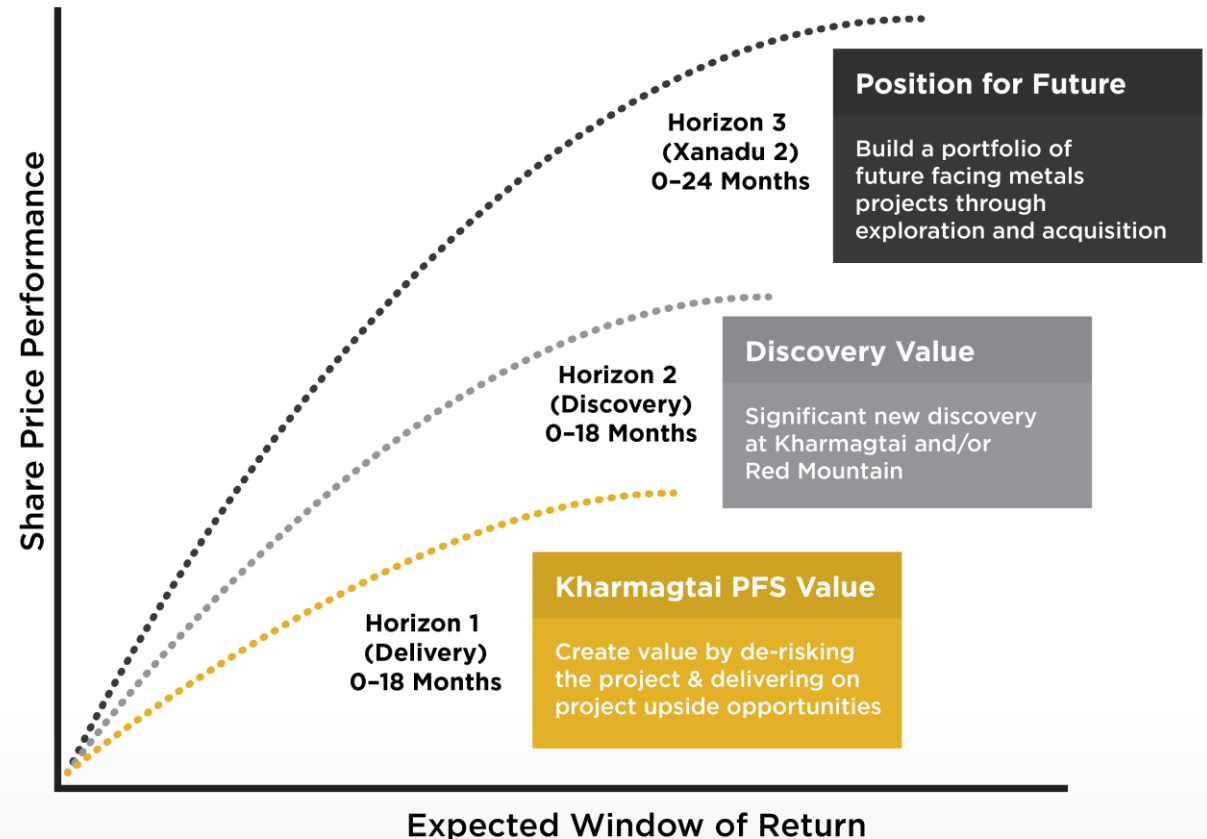 Share Price Performance
Horizon 3
(Xanadu 2)
0–24 Months
Position for Future
Build a portfolio of
future facing metals
projects through
exploration and acquisition
Horizon 2
(Discovery)
0–18 Months
Discovery Value
Significant new discovery
at Kharmagtai and/or
Red Mountain
Horizon 1
(Delivery)
0–18 Months
Kharmagtai PFS Value
Create value by de-risking
the project & delivering on
project upside opportunities
Expected Window of Return